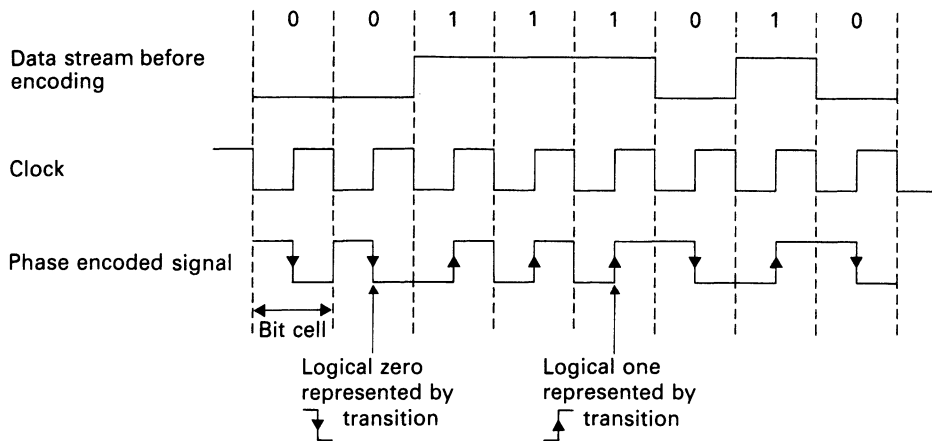 0 0 1 1 1 0 1 0
Data stream before
encoding
Clock
Phase encoded signal
Bit cell
Logical zero
represented by
transition
Logical one
represented by
transition